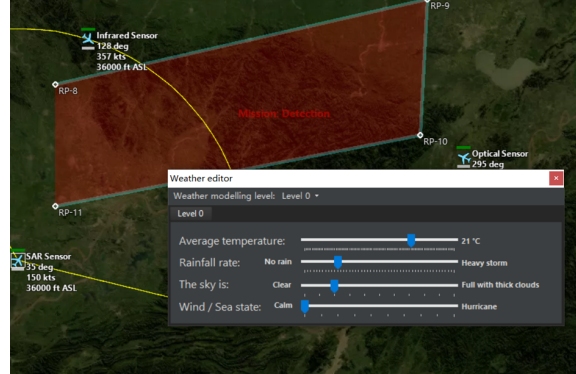 RP-9
Infrared Sensor
128 deg
357 kts
36000 ft ASL
RP-8
Mission: Detection
RP-10
Optical Sensor
295 deg
RP-11
SAR Sensor
35 deg
150 kts
36000 ft ASL
Weather editor
Weather modelling level: Level 0
Level 0
Average temperature: 21 °C
Rainfall rate: No rain Heavy storm
The sky is: Clear Full with thick clouds
Wind / Sea state: Calm Hurricane